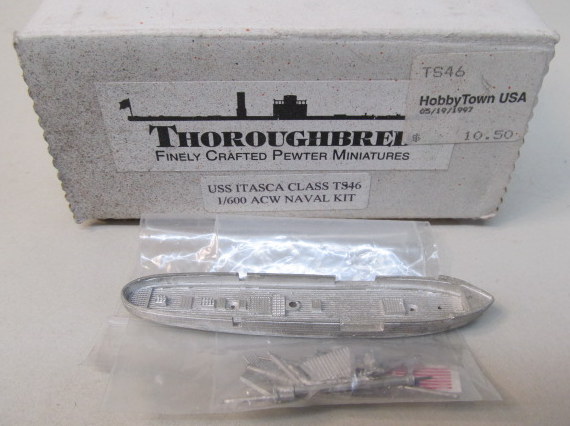 TS46
HobbyTown USA
05/19/1997
$ 10.50
THOROUGHBRE
FINELY CRAFTED PEWTER MINIATURES
USS ITASCA CLASS TS46
1/600 ACW NAVAL KIT